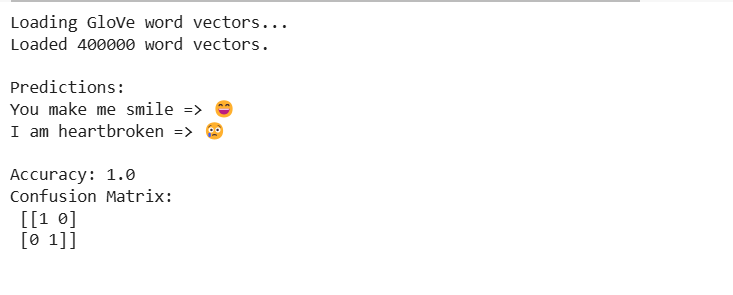 Loading GloVe word vectors...
Loaded 400000 word vectors.
Predictions:
You make me smile => 😄
I am heartbroken => 😢
Accuracy: 1.0
Confusion Matrix:
[[1 0]
[0 1]]